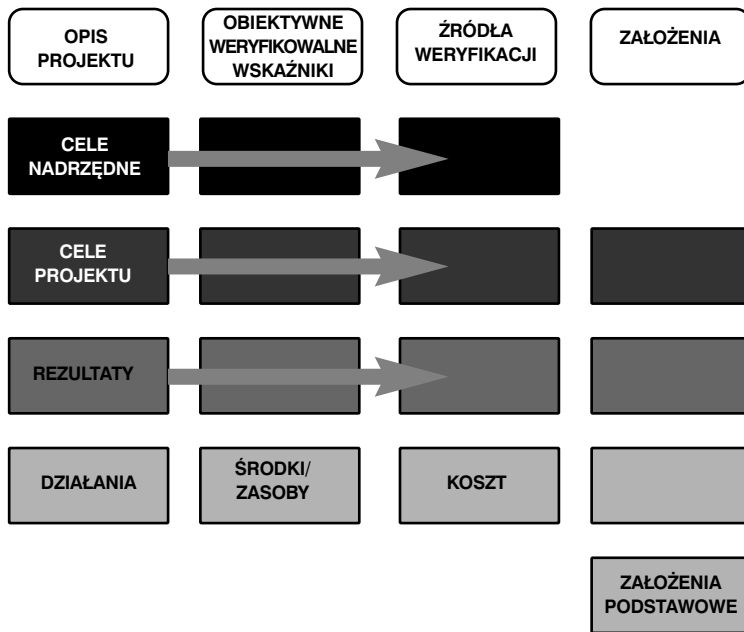 OPIS
PROJEKTU
OBIEKTYWNE
WERYFIKOWALNE
WSKAŹNIKI
ŹRÓDŁA
WERYFIKACJI
ZAŁOŻENIA
CELE
NADRZĘDNE
CELE
PROJEKTU
REZULTATY
DZIAŁANIA
ŚRODKI/
ZASOBY
KOSZT
ZAŁOŻENIA
PODSTAWOWE